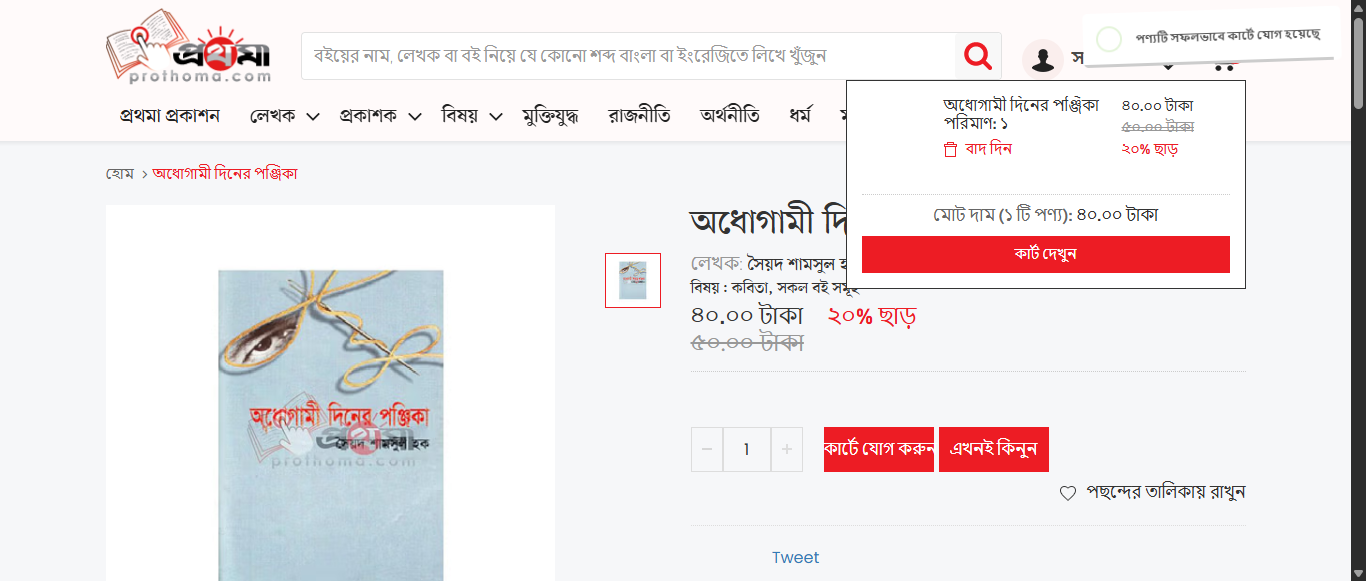 প্রথমা
prothoma.com
বইয়ের নাম, লেখক বা বই নিয়ে যে কোনো শব্দ বাংলা বা ইংরেজিতে লিখে খুঁজুন
স
পণ্যটি সফলভাবে কার্টে যোগ হয়েছে
প্রথমা প্রকাশন লেখক প্রকাশক বিষয় মুক্তিযুদ্ধ রাজনীতি অর্থনীতি ধর্ম
অধোগামী দিনের পঞ্জিকা ৪০.০০ টাকা
পরিমাণ: ১ ৫০.০০ টাকা
বাদ দিন ২০% ছাড়
মোট দাম (১ টি পণ্য): ৪০.০০ টাকা
কার্ট দেখুন
হোম › অধোগামী দিনের পঞ্জিকা
অধোগামী দি
লেখক: সৈয়দ শামসুল হ
বিষয় : কবিতা, সকল বই সমূহ
৪০.০০ টাকা ২০% ছাড়
৫০.০০ টাকা
− 1 +
কার্টে যোগ করুন
এখনই কিনুন
পছন্দের তালিকায় রাখুন
Tweet
অধোগামী দিনের পঞ্জিকা
সৈয়দ শামসুল হক
প্রথমা
prothoma.com